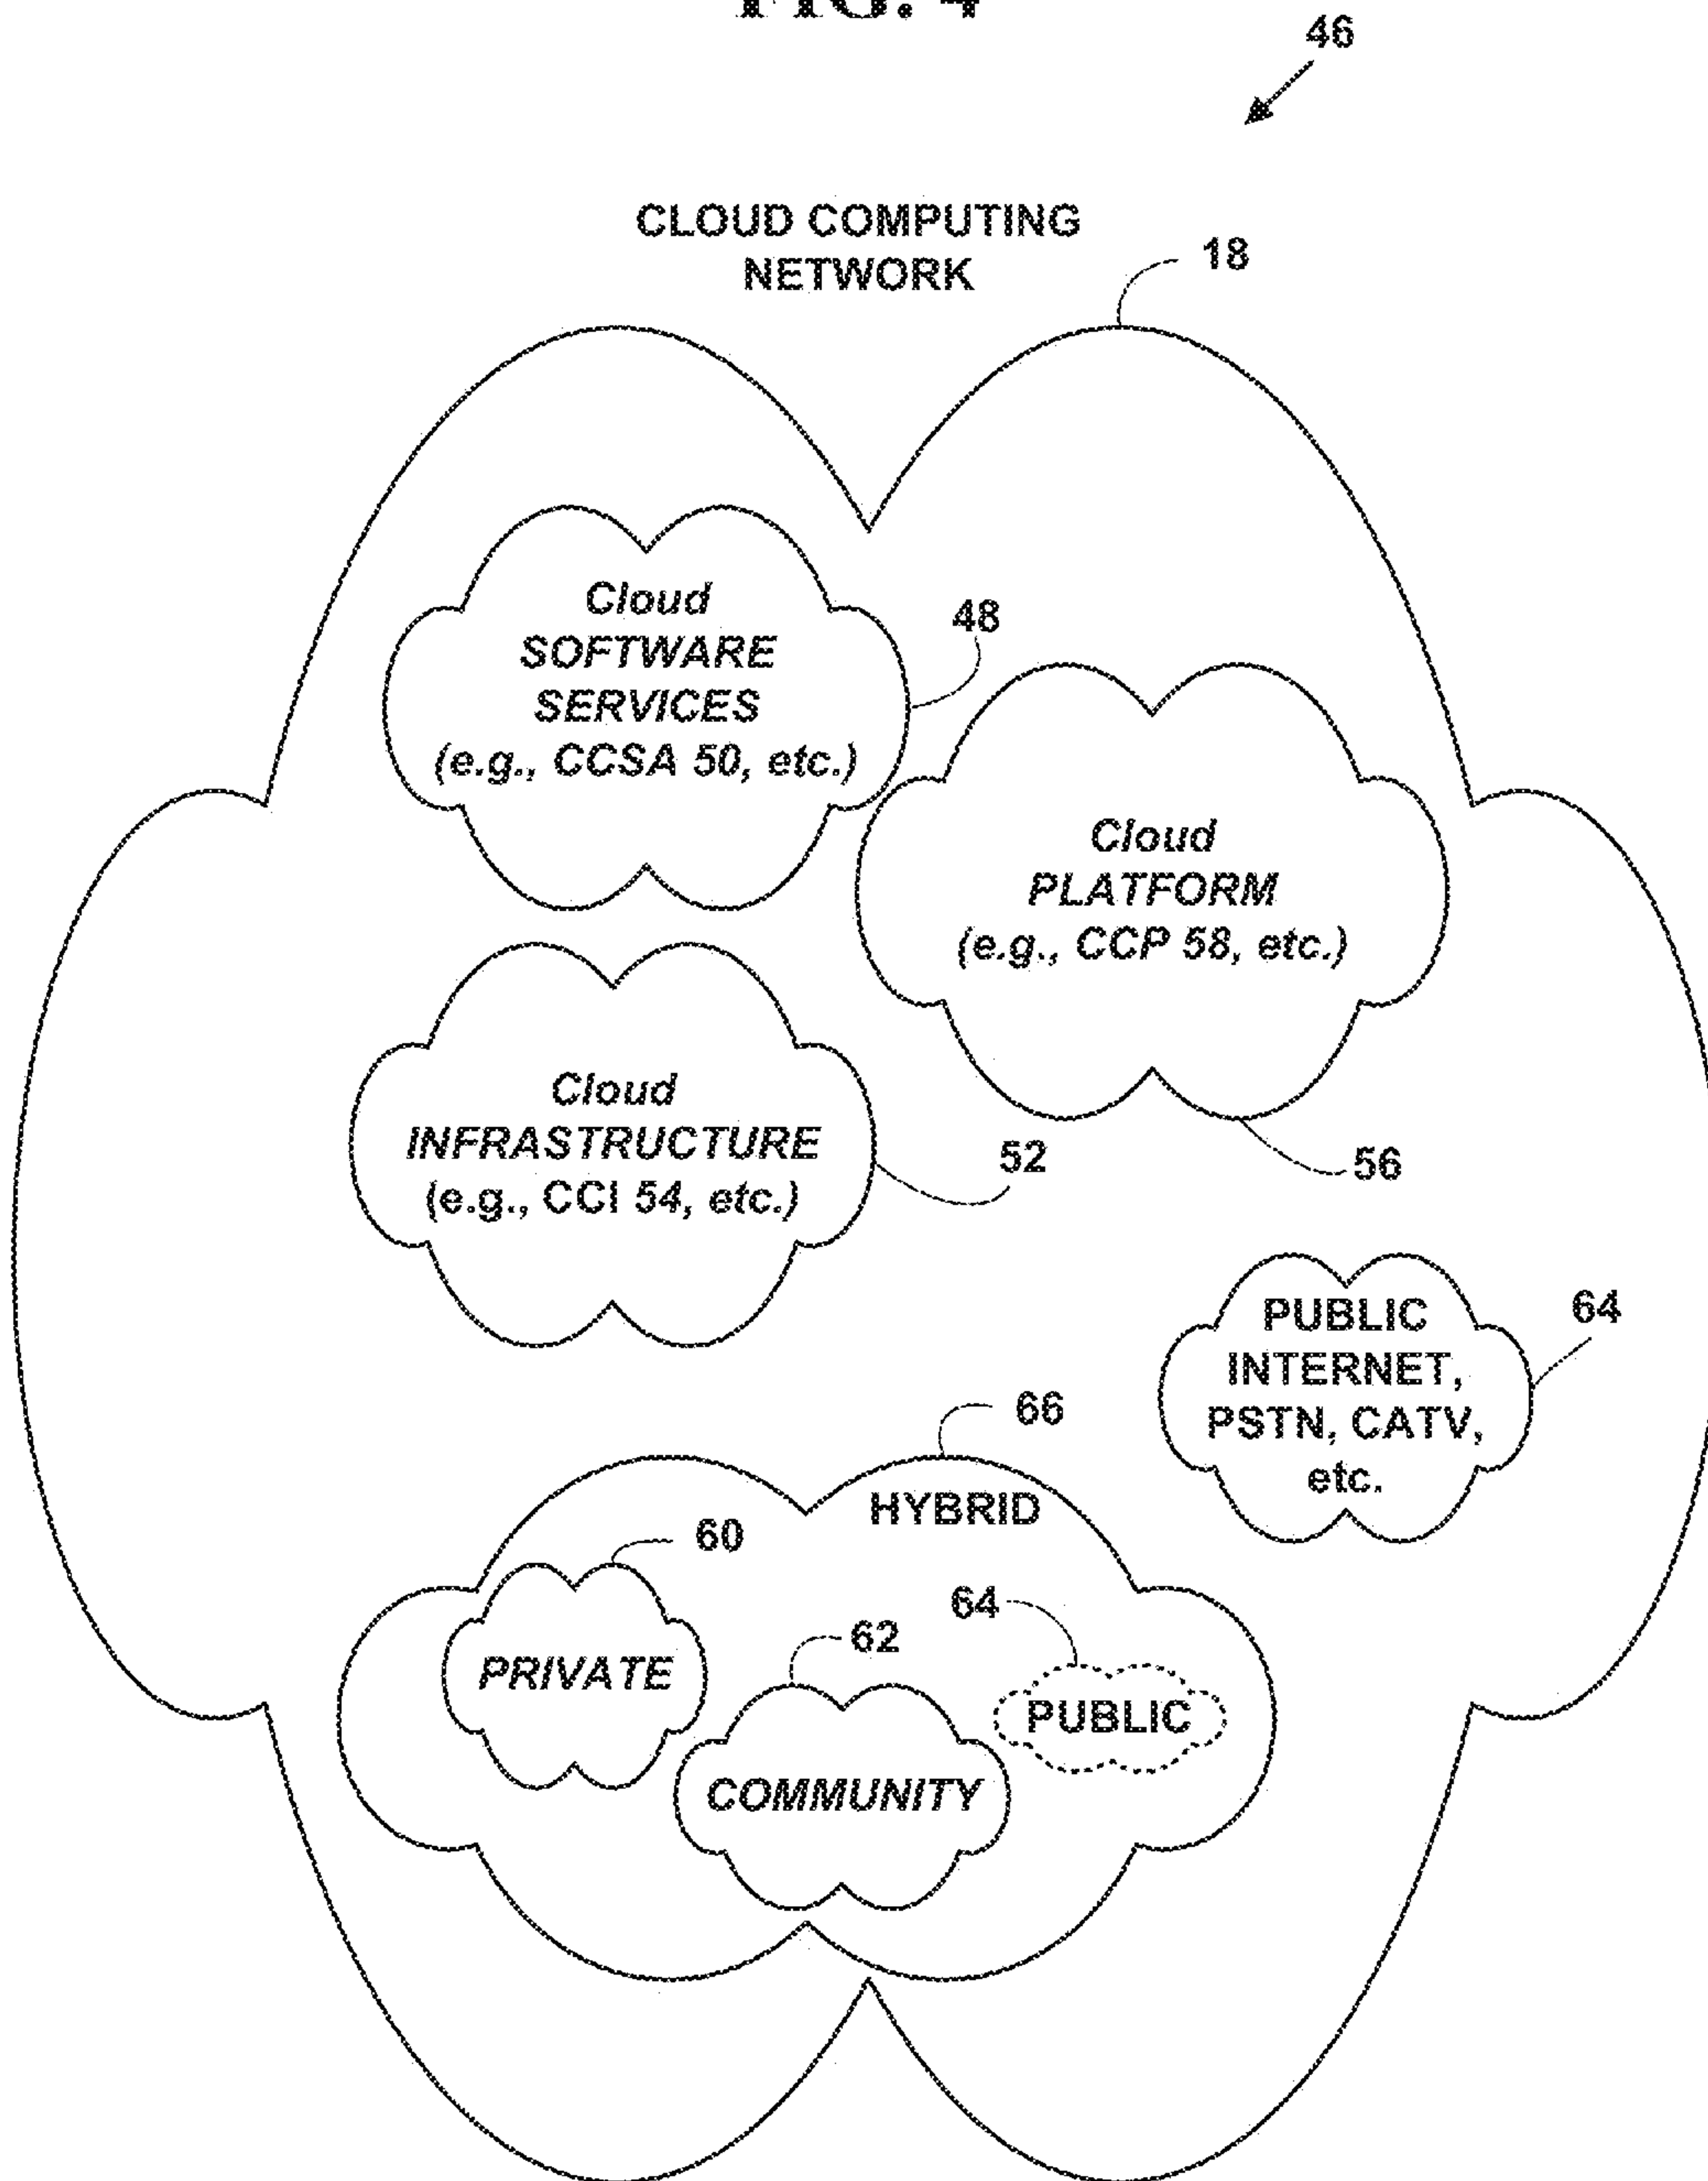 FIG. 4
46
CLOUD COMPUTING
NETWORK
18
Cloud
SOFTWARE
SERVICES
(e.g., CCSA 50, etc.)
48
Cloud
PLATFORM
(e.g., CCP 58, etc.)
56
Cloud
INFRASTRUCTURE
(e.g., CCI 54, etc.)
52
PUBLIC
INTERNET,
PSTN, CATV,
etc.
64
66
HYBRID
60
PRIVATE
62
COMMUNITY
64
PUBLIC